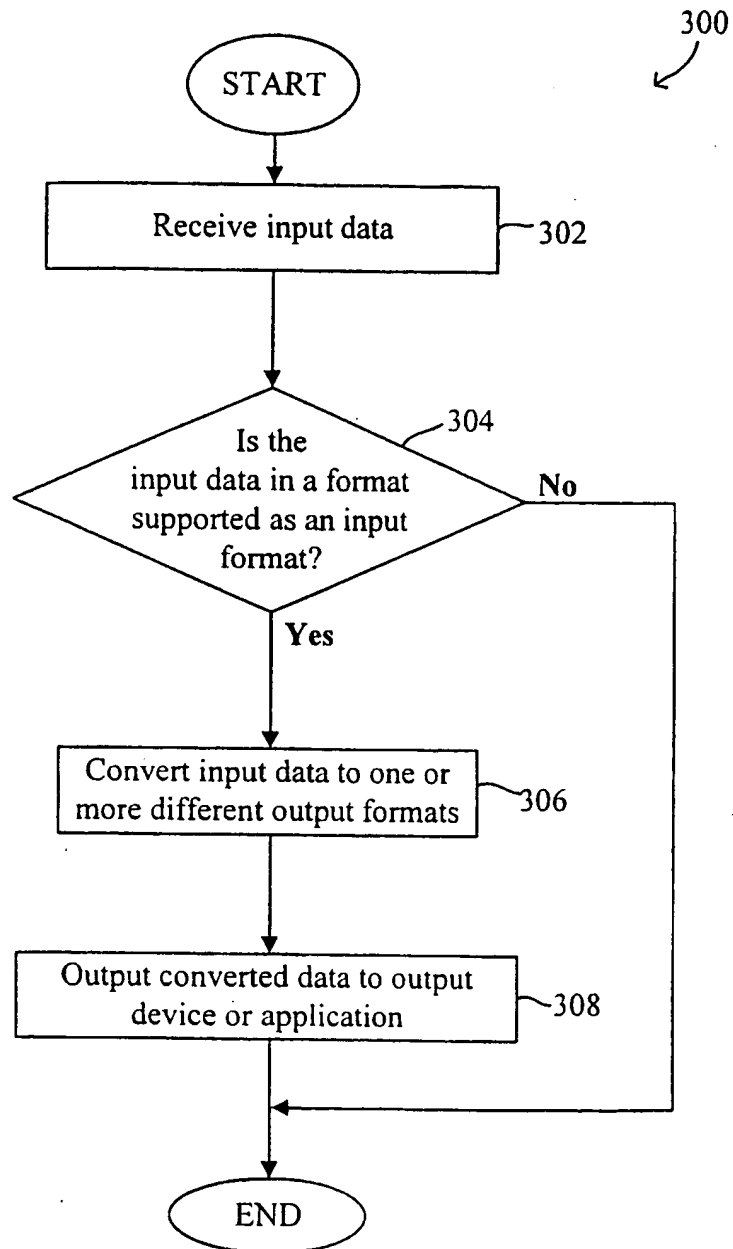 300
START
Receive input data
302
304
Is the
input data in a format
supported as an input
format?
No
Yes
Convert input data to one or
more different output formats
306
Output converted data to output
device or application
308
END